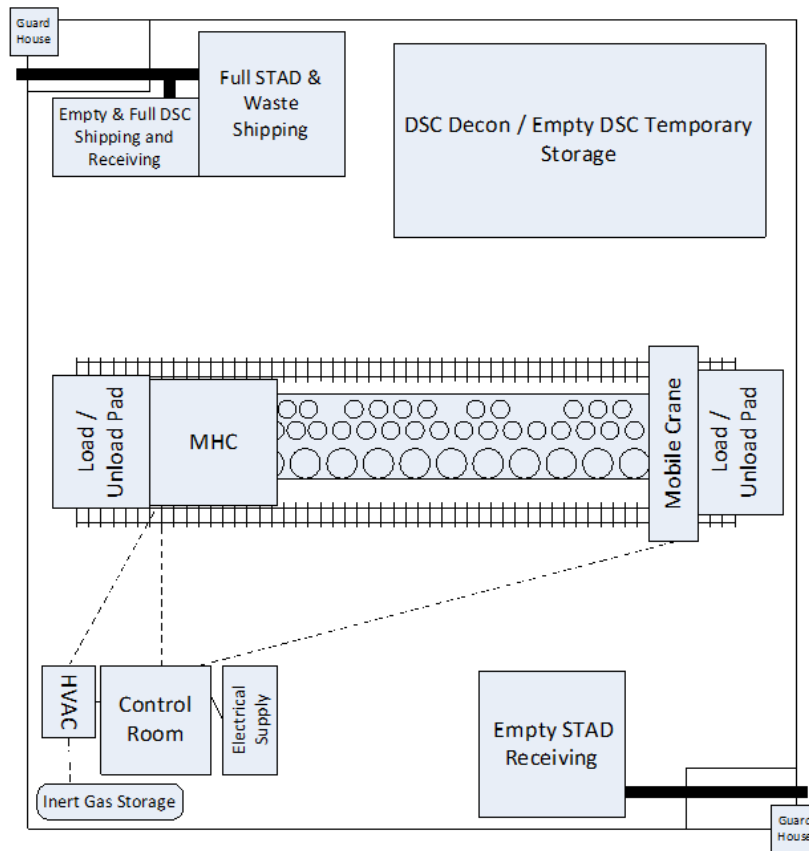 Guard
House
Full STAD &
Waste
Shipping
Empty & Full DSC
Shipping and
Receiving
DSC Decon / Empty DSC Temporary
Storage
Load /
Unload Pad
MHC
Mobile Crane
Load /
Unload Pad
HVAC
Control
Room
Electrical
Supply
Inert Gas Storage
Empty STAD
Receiving
Guard
House